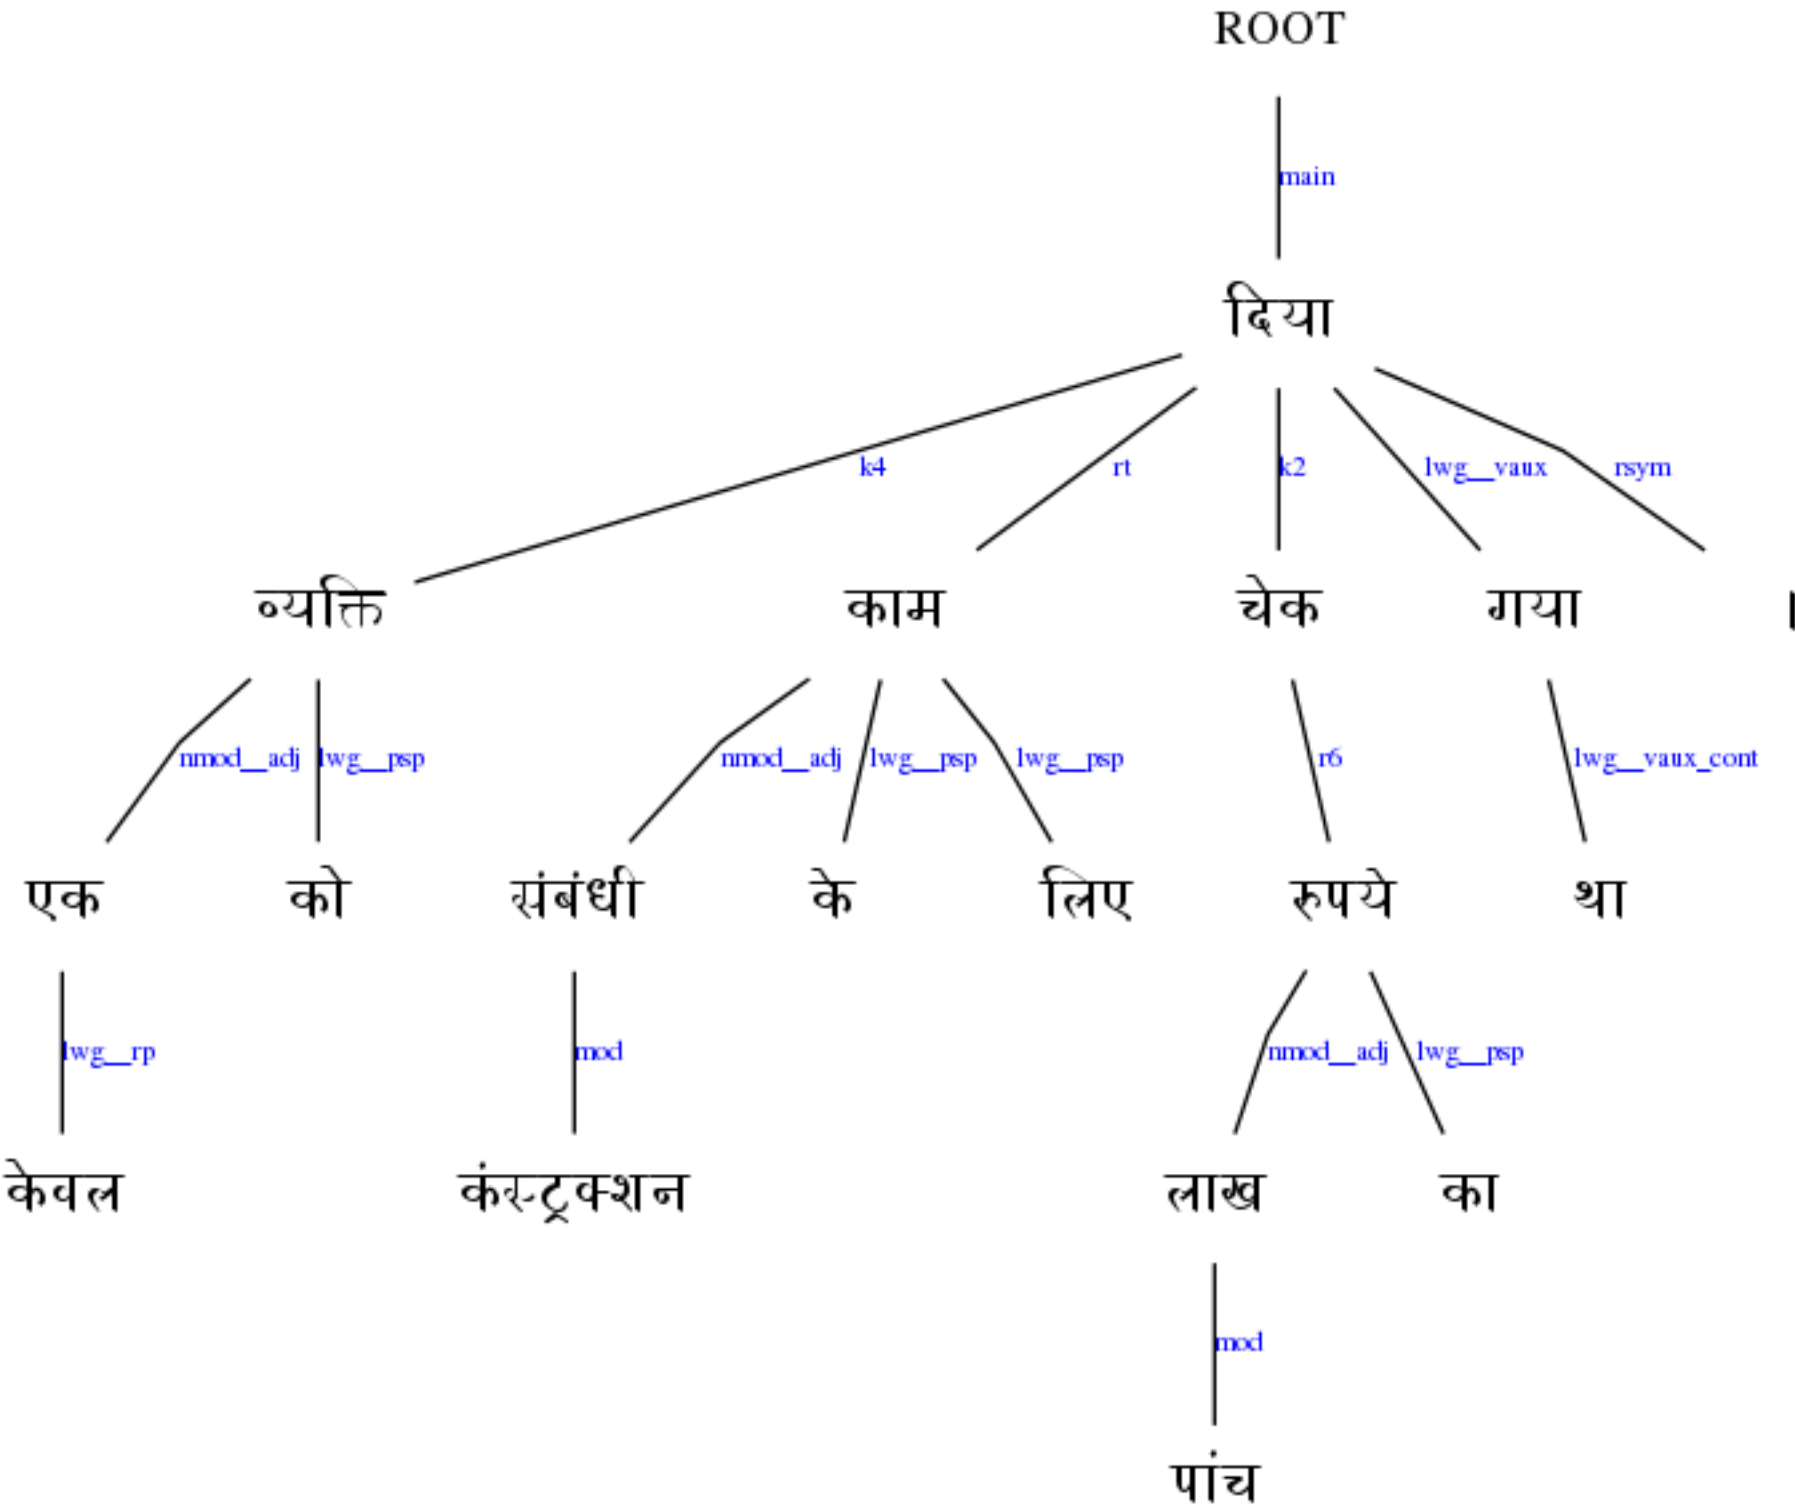 ROOT
main
दिया
k4 rt k2 lwg__vaux rsym
व्यक्ति काम चेक गया ।
nmod__adj lwg__psp nmod__adj lwg__psp lwg__psp r6 lwg__vaux_cont
एक को संबंधी के लिए रुपये था
lwg__rp mod nmod__adj lwg__psp
केवल कंस्ट्रक्शन लाख का
mod
पांच